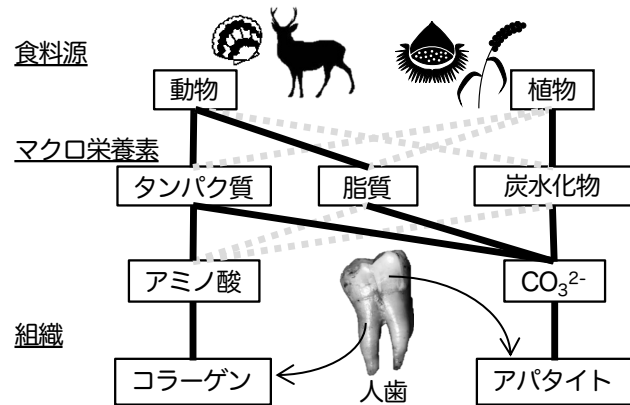 食料源
動物
植物
マクロ栄養素
タンパク質
脂質
炭水化物
アミノ酸
CO₃²⁻
組織
コラーゲン
人歯
アパタイト